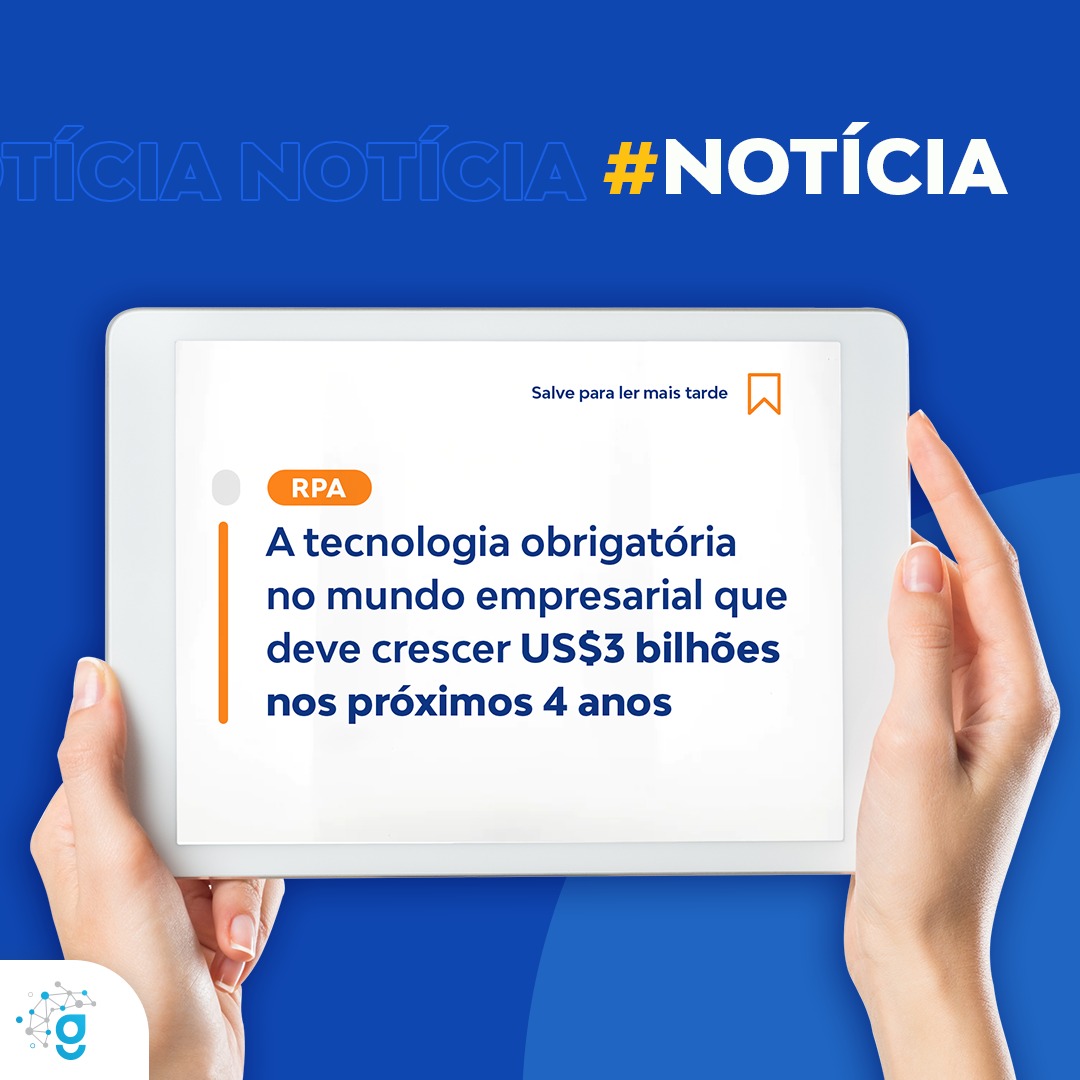 OTÍCIA NOTÍCIA #NOTÍCIA
Salve para ler mais tarde
RPA
A tecnologia obrigatória
no mundo empresarial que
deve crescer US$3 bilhões
nos próximos 4 anos
g